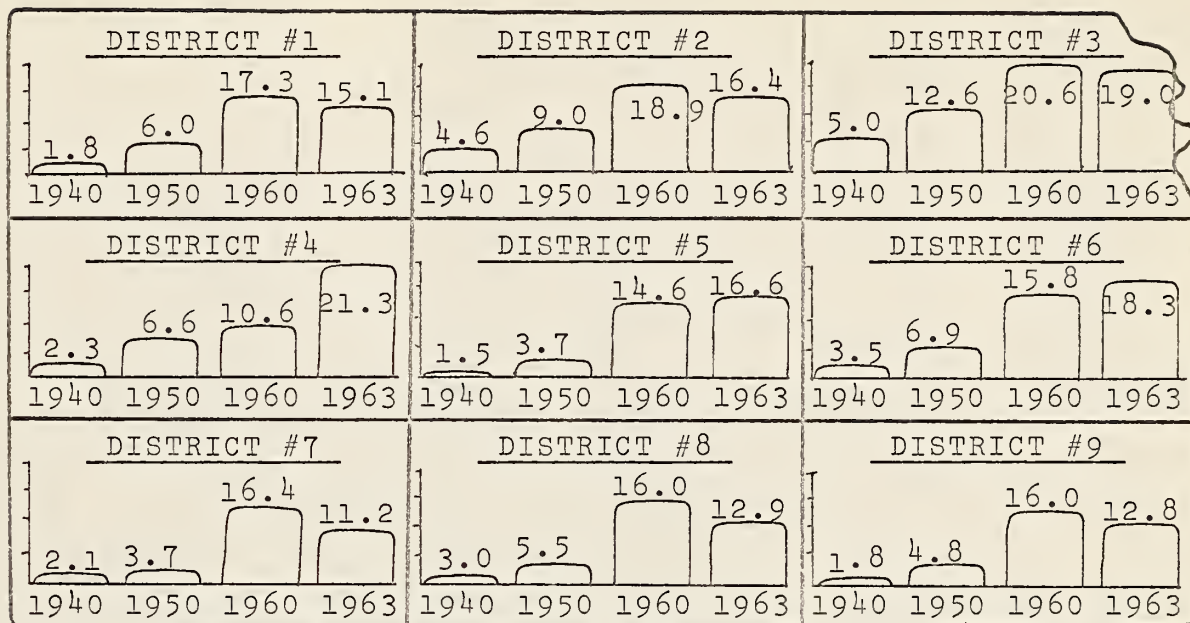 DISTRICT #1
17.3
15.1
6.0
1.8
1940 1950 1960 1963
DISTRICT #2
16.4
18.9
9.0
4.6
1940 1950 1960 1963
DISTRICT #3
20.6 19.0
12.6
5.0
1940 1950 1960 1963
DISTRICT #4
21.3
10.6
6.6
2.3
1940 1950 1960 1963
DISTRICT #5
14.6 16.6
1.5 3.7
1940 1950 1960 1963
DISTRICT #6
15.8
18.3
6.9
3.5
1940 1950 1960 1963
DISTRICT #7
16.4
11.2
2.1 3.7
1940 1950 1960 1963
DISTRICT #8
16.0
12.9
3.0 5.5
1940 1950 1960 1963
DISTRICT #9
16.0
12.8
1.8 4.8
1940 1950 1960 1963